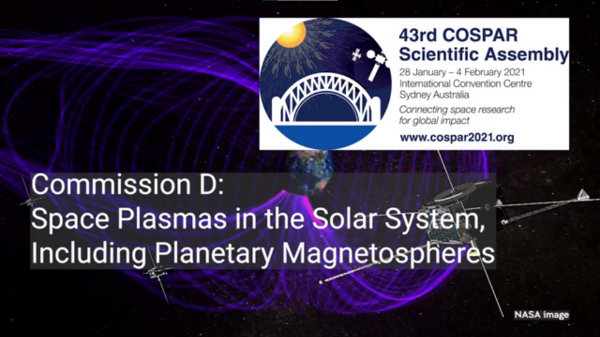 43rd COSPAR
Scientific Assembly
28 January – 4 February 2021
International Convention Centre
Sydney Australia
Connecting space research
for global impact
www.cospar2021.org
Commission D:
Space Plasmas in the Solar System,
Including Planetary Magnetospheres
NASA image